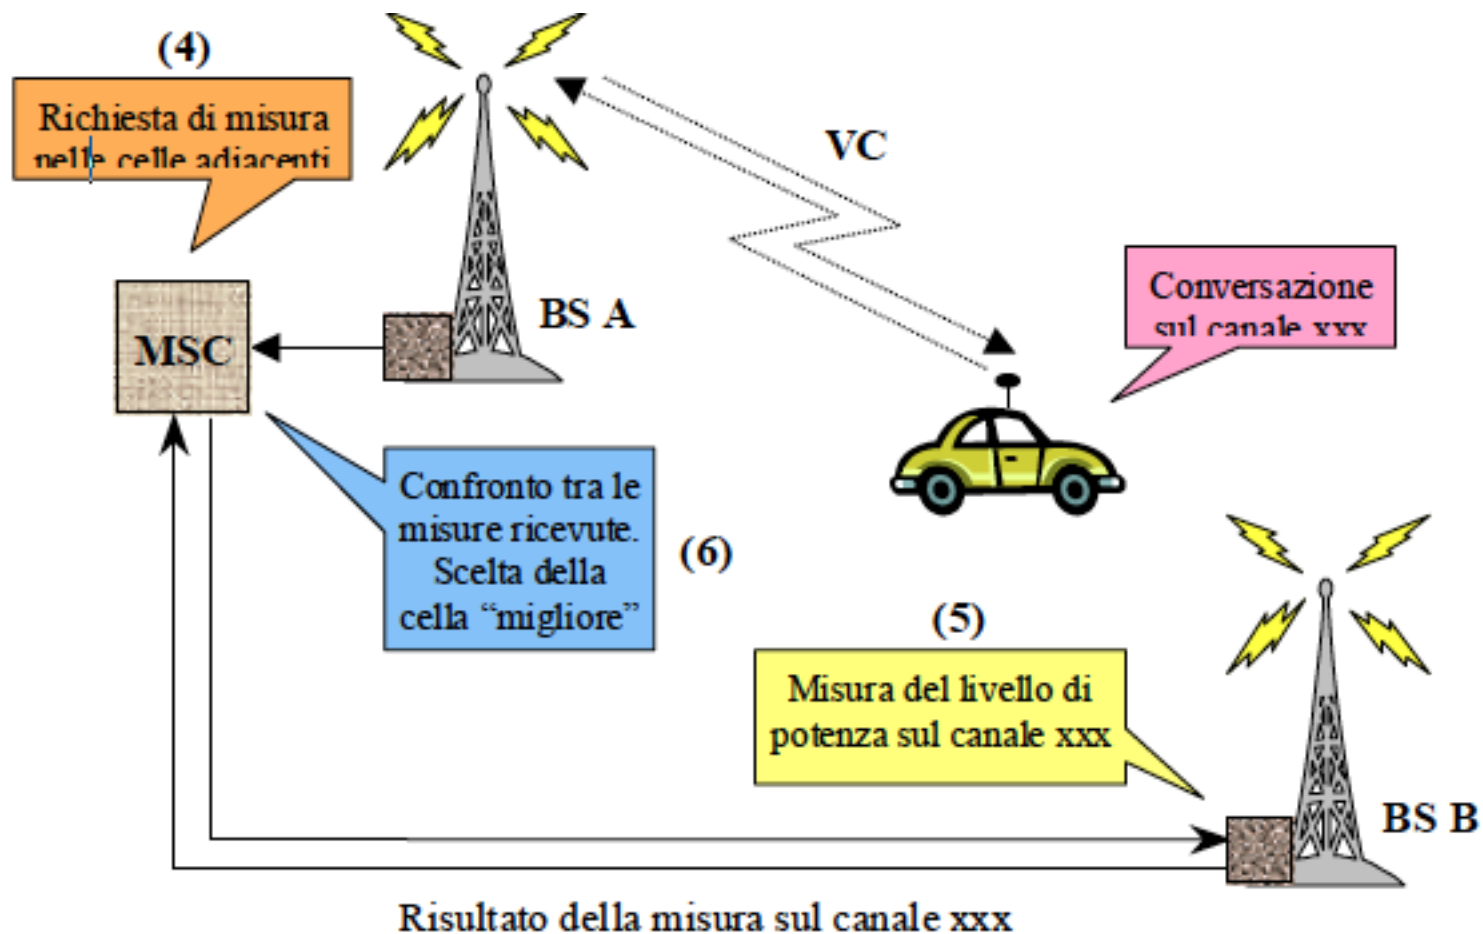 (4)
Richiesta di misura
nelle celle adiacenti
VC
BS A
MSC
Conversazione
sul canale xxx
Confronto tra le
misure ricevute.
Scelta della
cella “migliore”
(6)
(5)
Misura del livello di
potenza sul canale xxx
BS B
Risultato della misura sul canale xxx